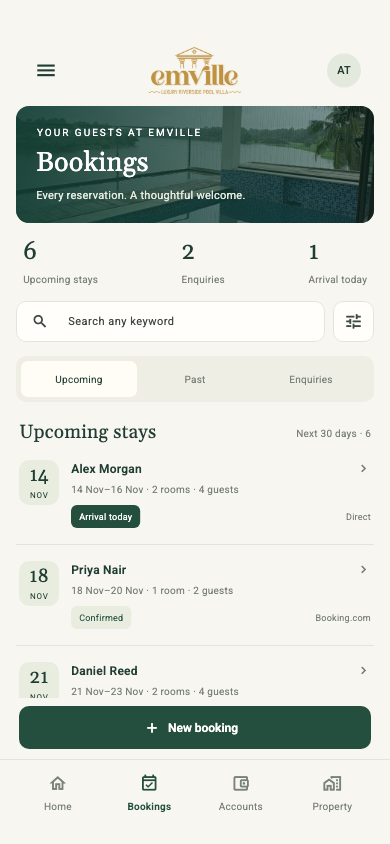 emville
LUXURY RIVERSIDE POOL VILLA
AT
YOUR GUESTS AT EMVILLE
Bookings
Every reservation. A thoughtful welcome.
6
Upcoming stays
2
Enquiries
1
Arrival today
Search any keyword
Upcoming
Past
Enquiries
Upcoming stays
Next 30 days · 6
14
NOV
Alex Morgan
14 Nov–16 Nov · 2 rooms · 4 guests
Arrival today
Direct
18
NOV
Priya Nair
18 Nov–20 Nov · 1 room · 2 guests
Confirmed
Booking.com
21
NOV
Daniel Reed
21 Nov–23 Nov · 2 rooms · 4 guests
+ New booking
Home
Bookings
Accounts
Property